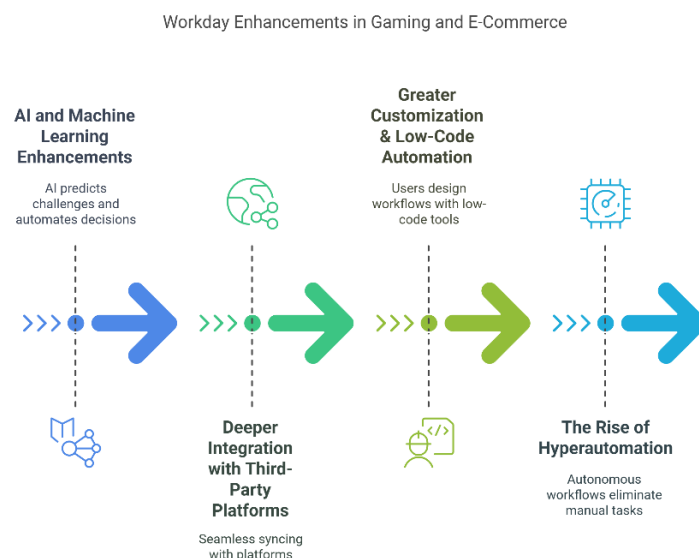 Workday Enhancements in Gaming and E-Commerce
AI and Machine
Learning
Enhancements
AI predicts
challenges and
automates decisions
Deeper
Integration
with Third-
Party
Platforms
Seamless syncing
with platforms
Greater
Customization
& Low-Code
Automation
Users design
workflows with low-
code tools
</>
The Rise of
Hyperautomation
Autonomous
workflows eliminate
manual tasks